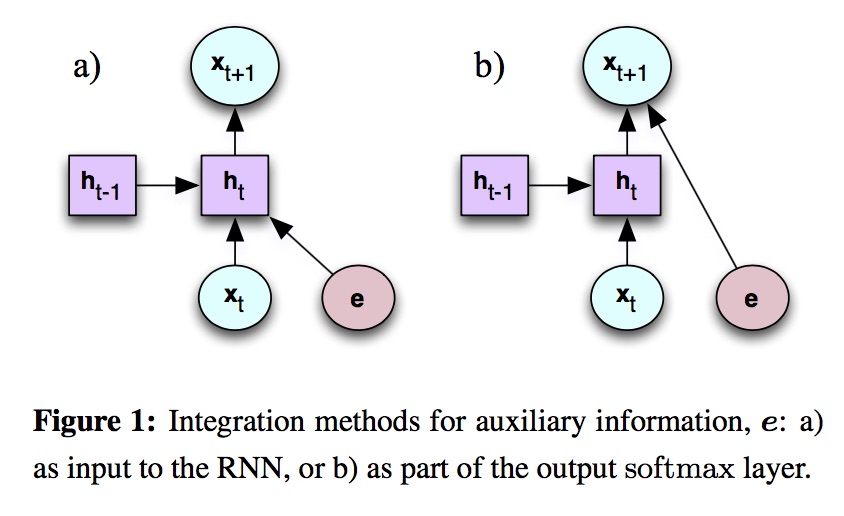 a)
x_{t+1}
h_{t-1}
h_t
x_t
e
b)
x_{t+1}
h_{t-1}
h_t
x_t
e
Figure 1: Integration methods for auxiliary information, e: a)
as input to the RNN, or b) as part of the output softmax layer.